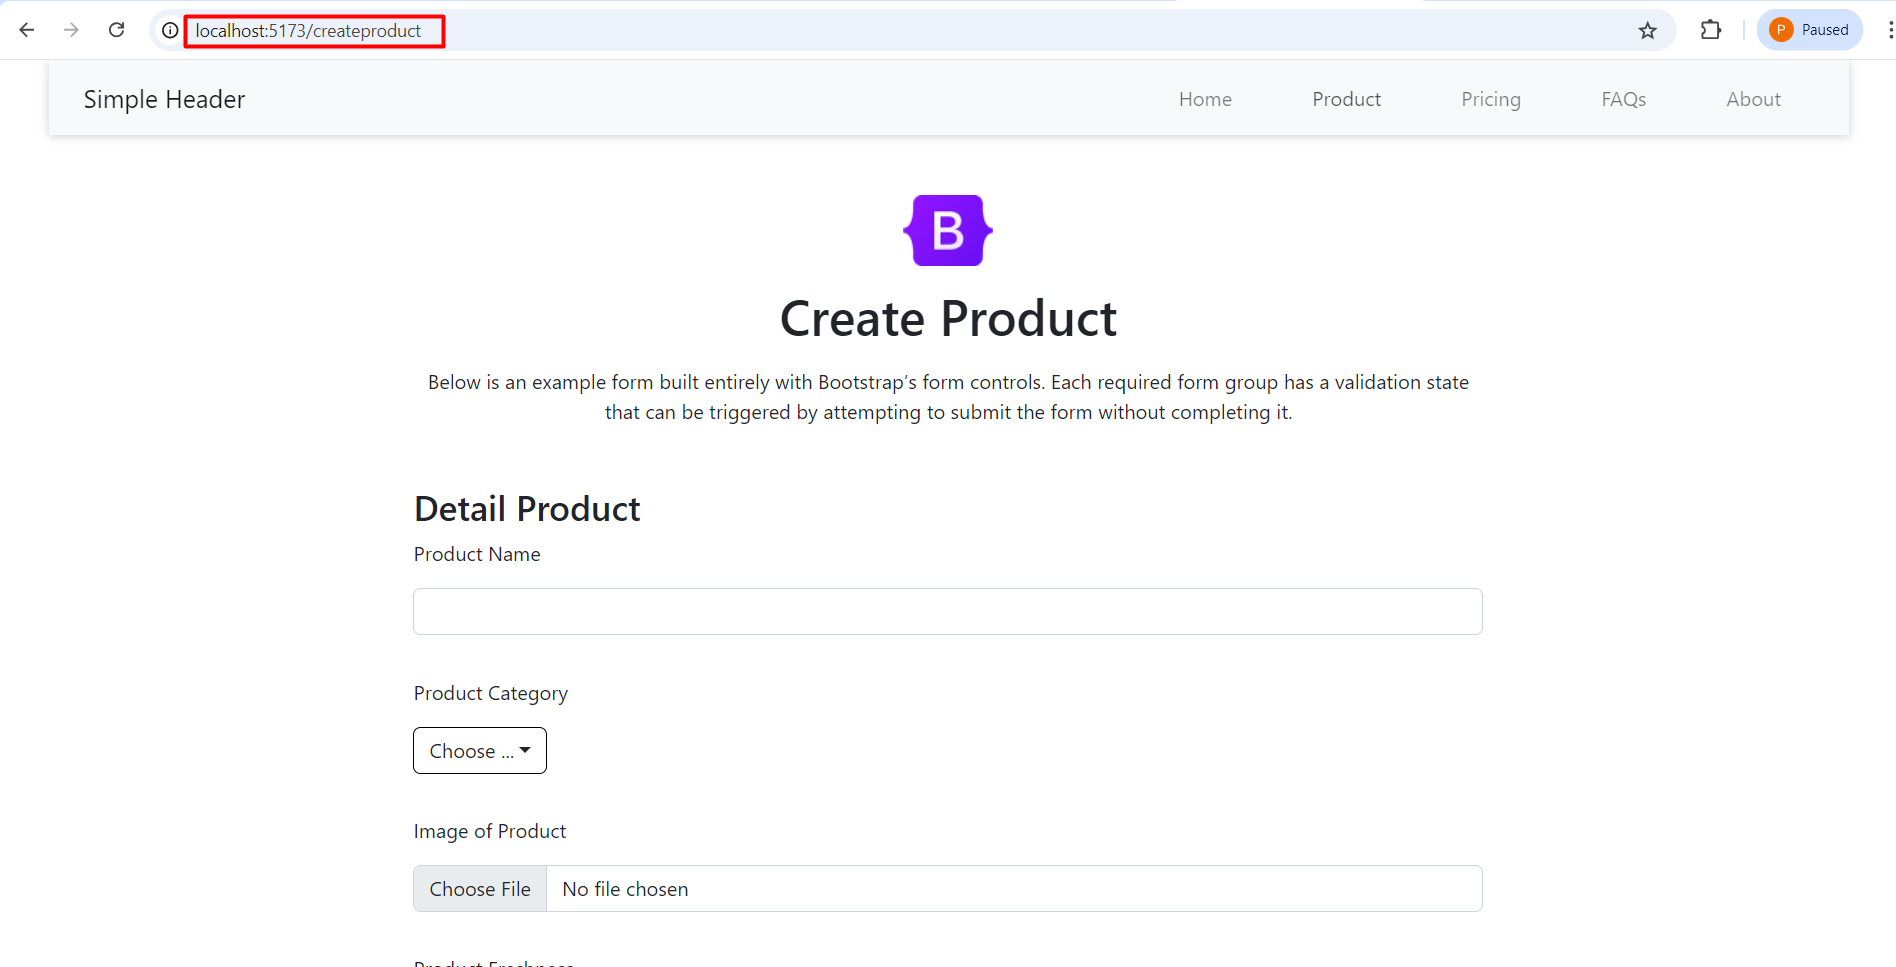 localhost:5173/createproduct
P Paused
Simple Header Home Product Pricing FAQs About
B
Create Product
Below is an example form built entirely with Bootstrap’s form controls. Each required form group has a validation state
that can be triggered by attempting to submit the form without completing it.
Detail Product
Product Name
Product Category
Choose ...
Image of Product
Choose File No file chosen
Product Freshness